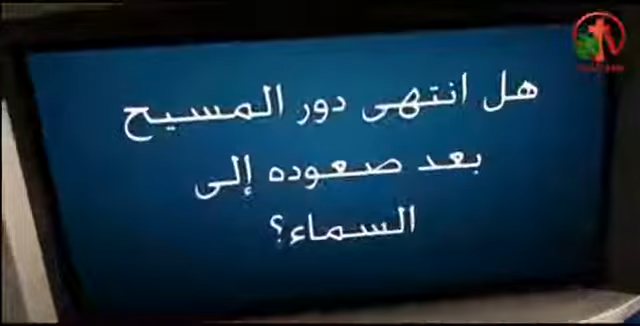 هل انتهى دور المسيح
بعد صعوده إلى
السماء؟